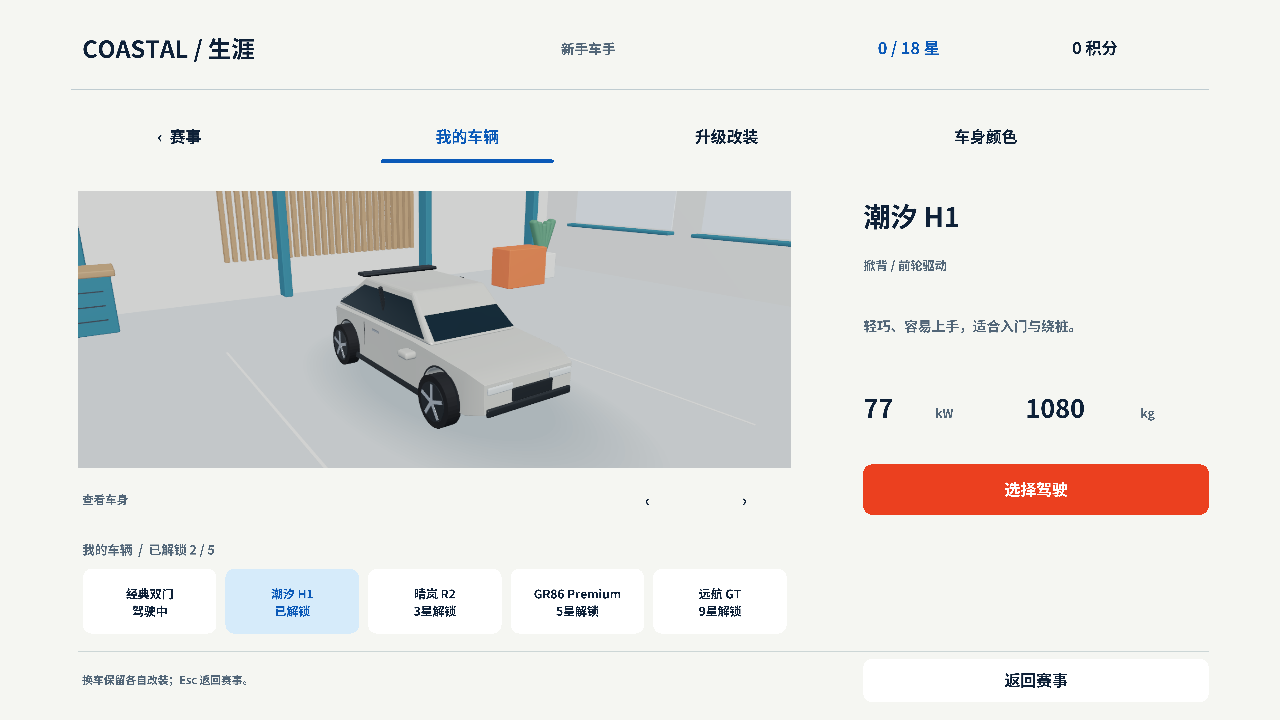 COASTAL / 生涯
新手车手
0 / 18 星
0 积分
‹ 赛事
我的车辆
升级改装
车身颜色
潮汐 H1
掀背 / 前轮驱动
轻巧、容易上手，适合入门与绕桩。
77 kW
1080 kg
选择驾驶
查看车身
‹ ›
我的车辆 / 已解锁 2 / 5
经典双门
驾驶中
潮汐 H1
已解锁
晴岚 R2
3星解锁
GR86 Premium
5星解锁
远航 GT
9星解锁
换车保留各自改装；Esc 返回赛事。
返回赛事